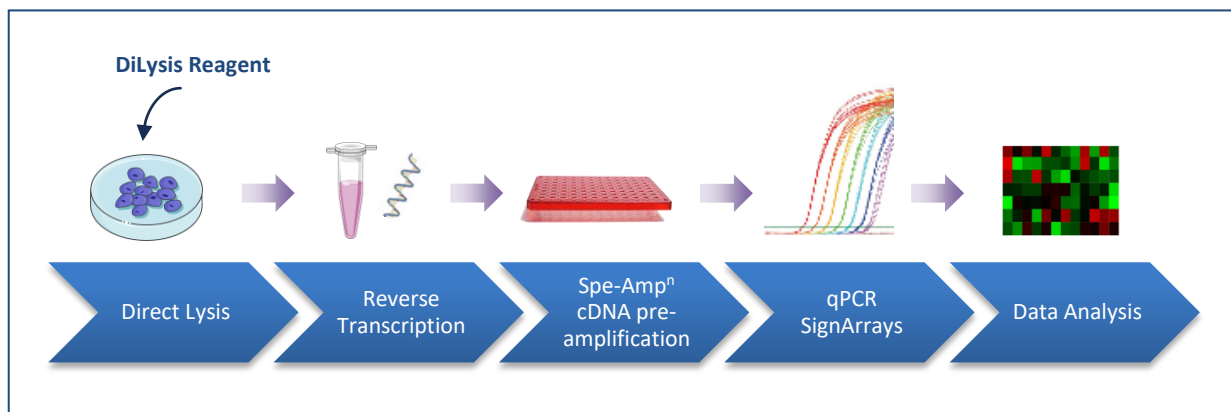 DiLysis Reagent
Direct Lysis
Reverse
Transcription
Spe-Ampⁿ
cDNA pre-
amplification
qPCR
SignArrays
Data Analysis